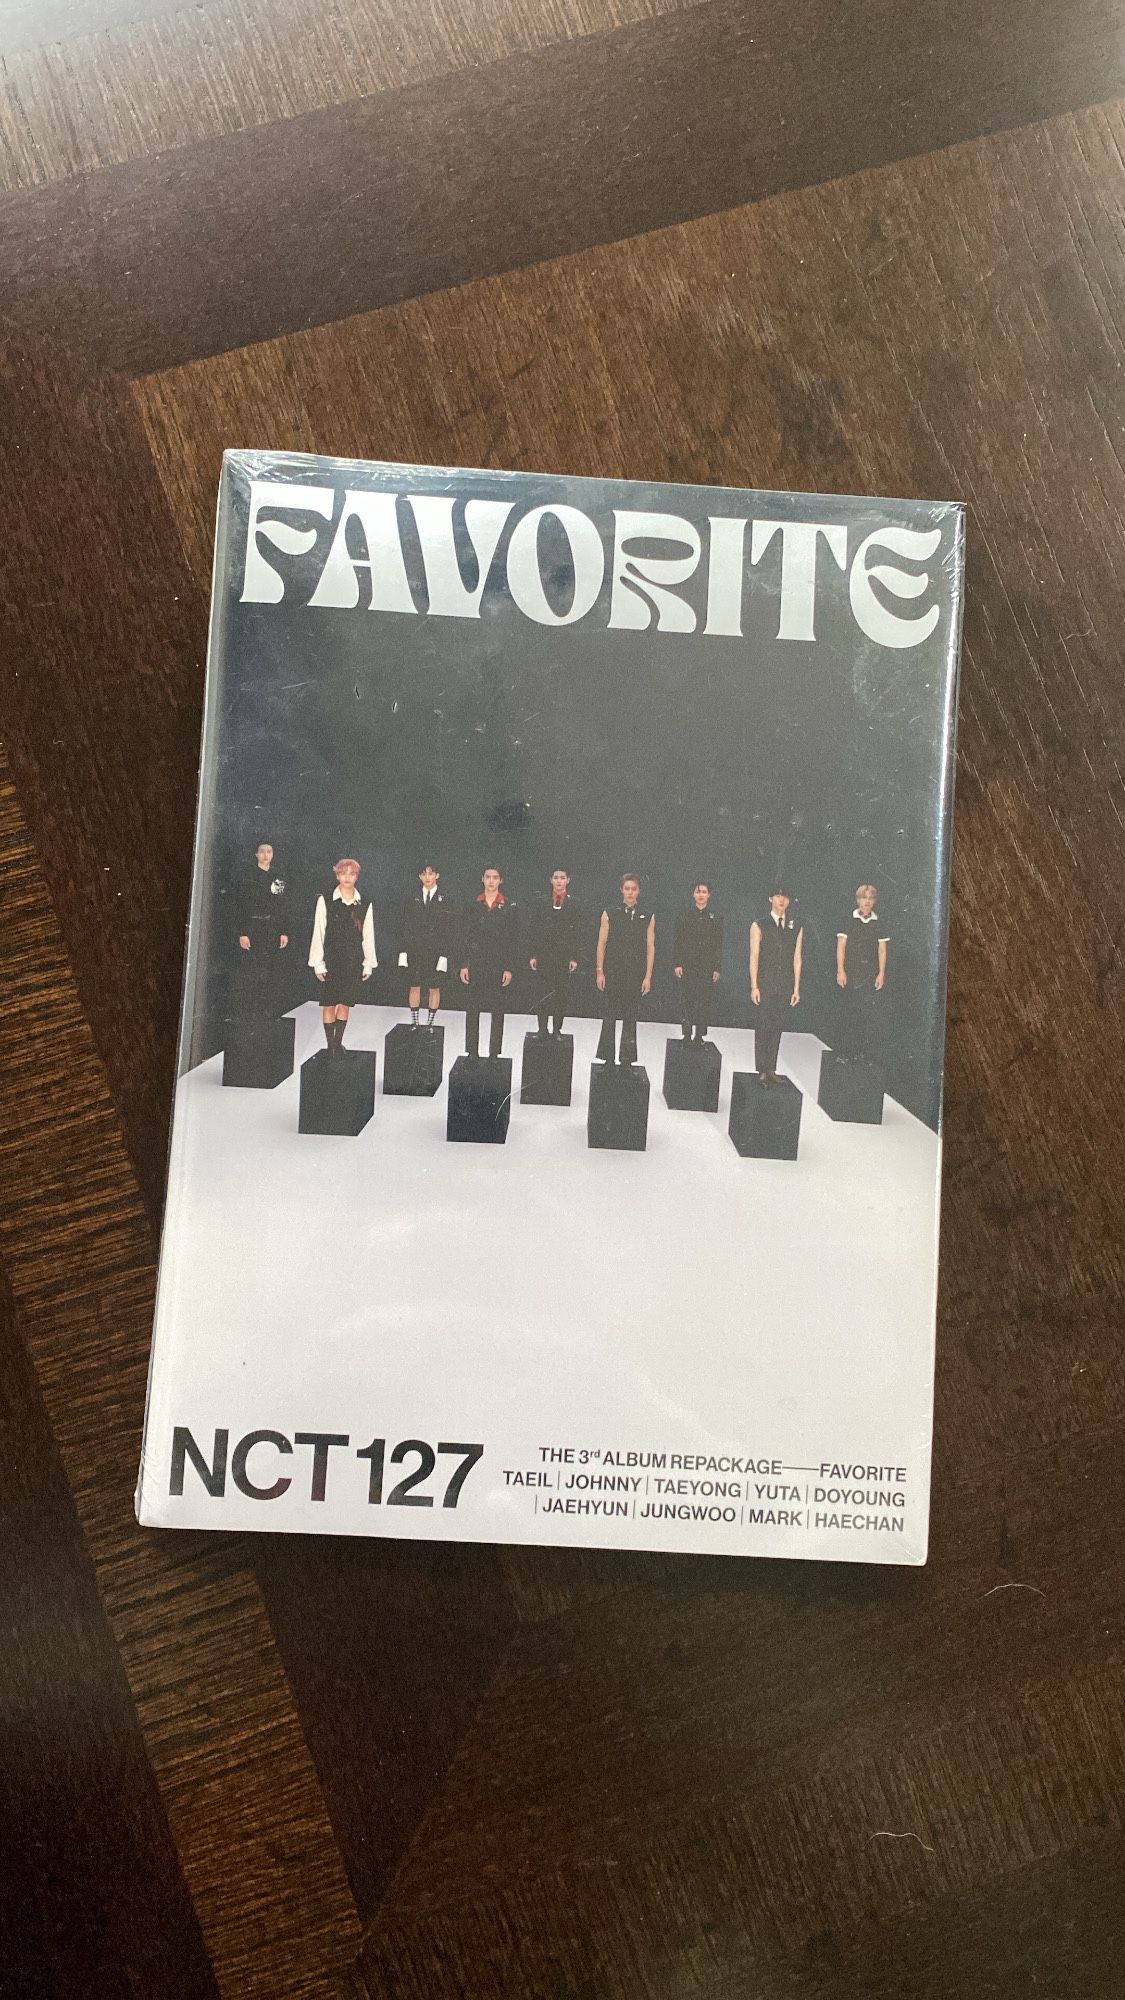 FAVORITE
NCT 127
THE 3rd ALBUM REPACKAGE——FAVORITE
TAEIL | JOHNNY | TAEYONG | YUTA | DOYOUNG
| JAEHYUN | JUNGWOO | MARK | HAECHAN